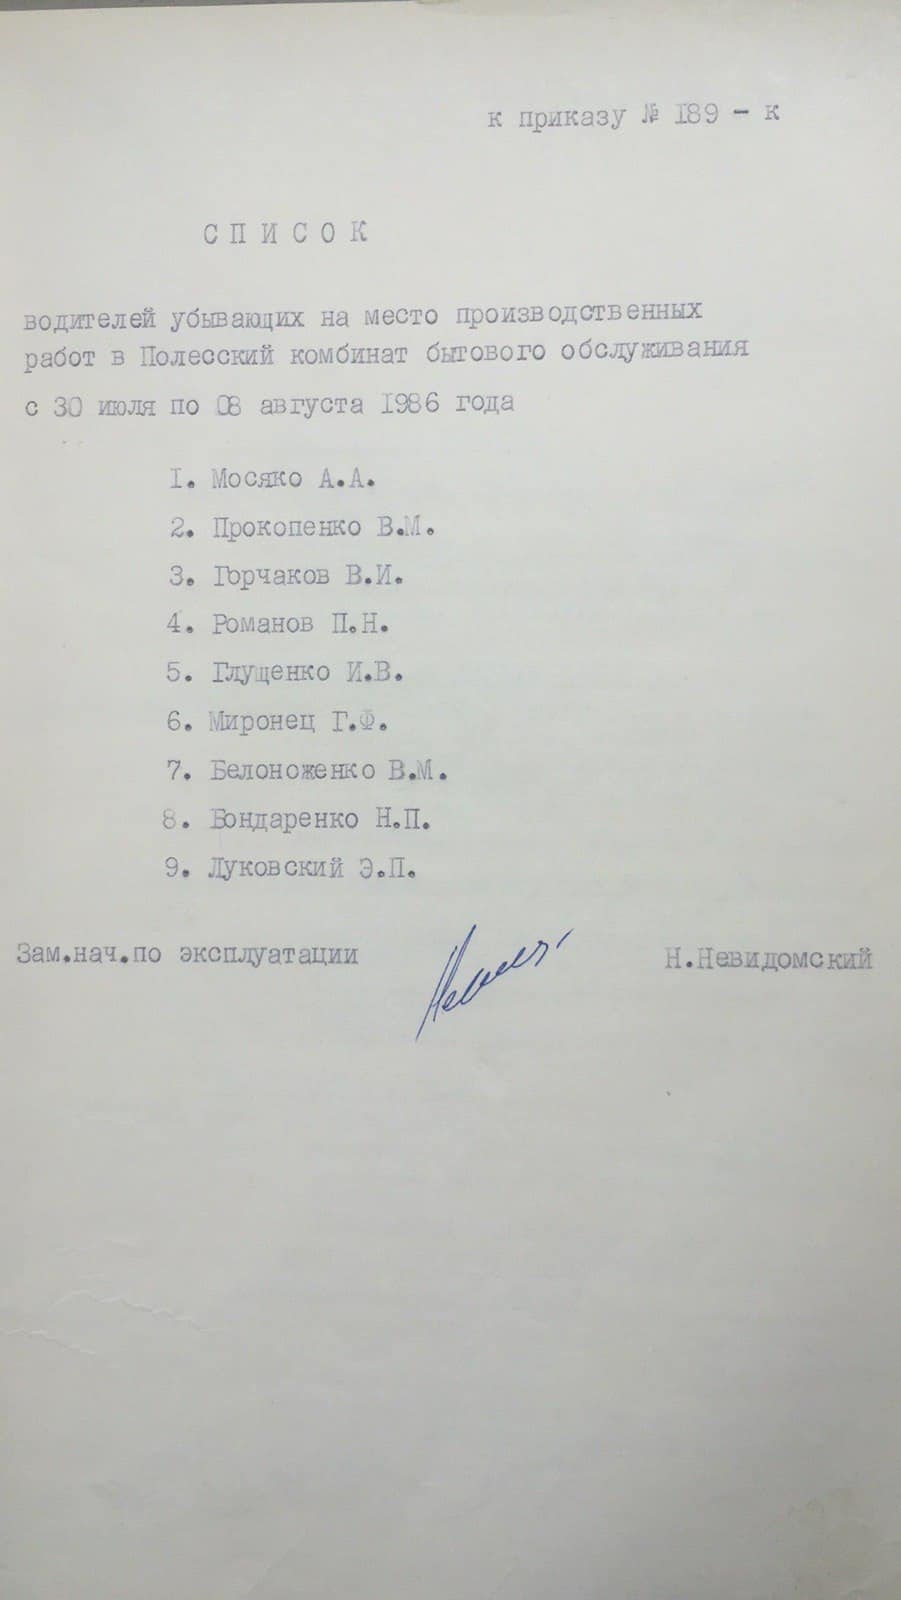 к приказу № 189 - к
С П И С О К
водителей убывающих на место производственных
работ в Полесский комбинат бытового обслуживания
с 30 июля по 08 августа 1986 года
1. Мосяко А.А.
2. Прокопенко В.М.
3. Горчаков В.И.
4. Романов П.Н.
5. Глущенко И.В.
6. Миронец Г.Ф.
7. Белоноженко В.М.
8. Бондаренко Н.П.
9. Луковский Э.П.
Зам.нач.по эксплуатации Н.Невидомский